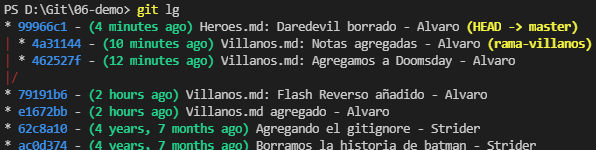 PS D:\Git\06-demo> git lg
* 99966c1 - (4 minutes ago) Heroes.md: Daredevil borrado - Alvaro (HEAD -> master)
| * 4a31144 - (10 minutes ago) Villanos.md: Notas agregadas - Alvaro (rama-villanos)
| * 462527f - (12 minutes ago) Villanos.md: Agregamos a Doomsday - Alvaro
|/
* 79191b6 - (2 hours ago) Villanos.md: Flash Reverso añadido - Alvaro
* e1672bb - (2 hours ago) Villanos.md agregado - Alvaro
* 62c8a10 - (4 years, 7 months ago) Agregando el gitignore - Strider
* ac0d374 - (4 years, 7 months ago) Borramos la historia de batman - Strider